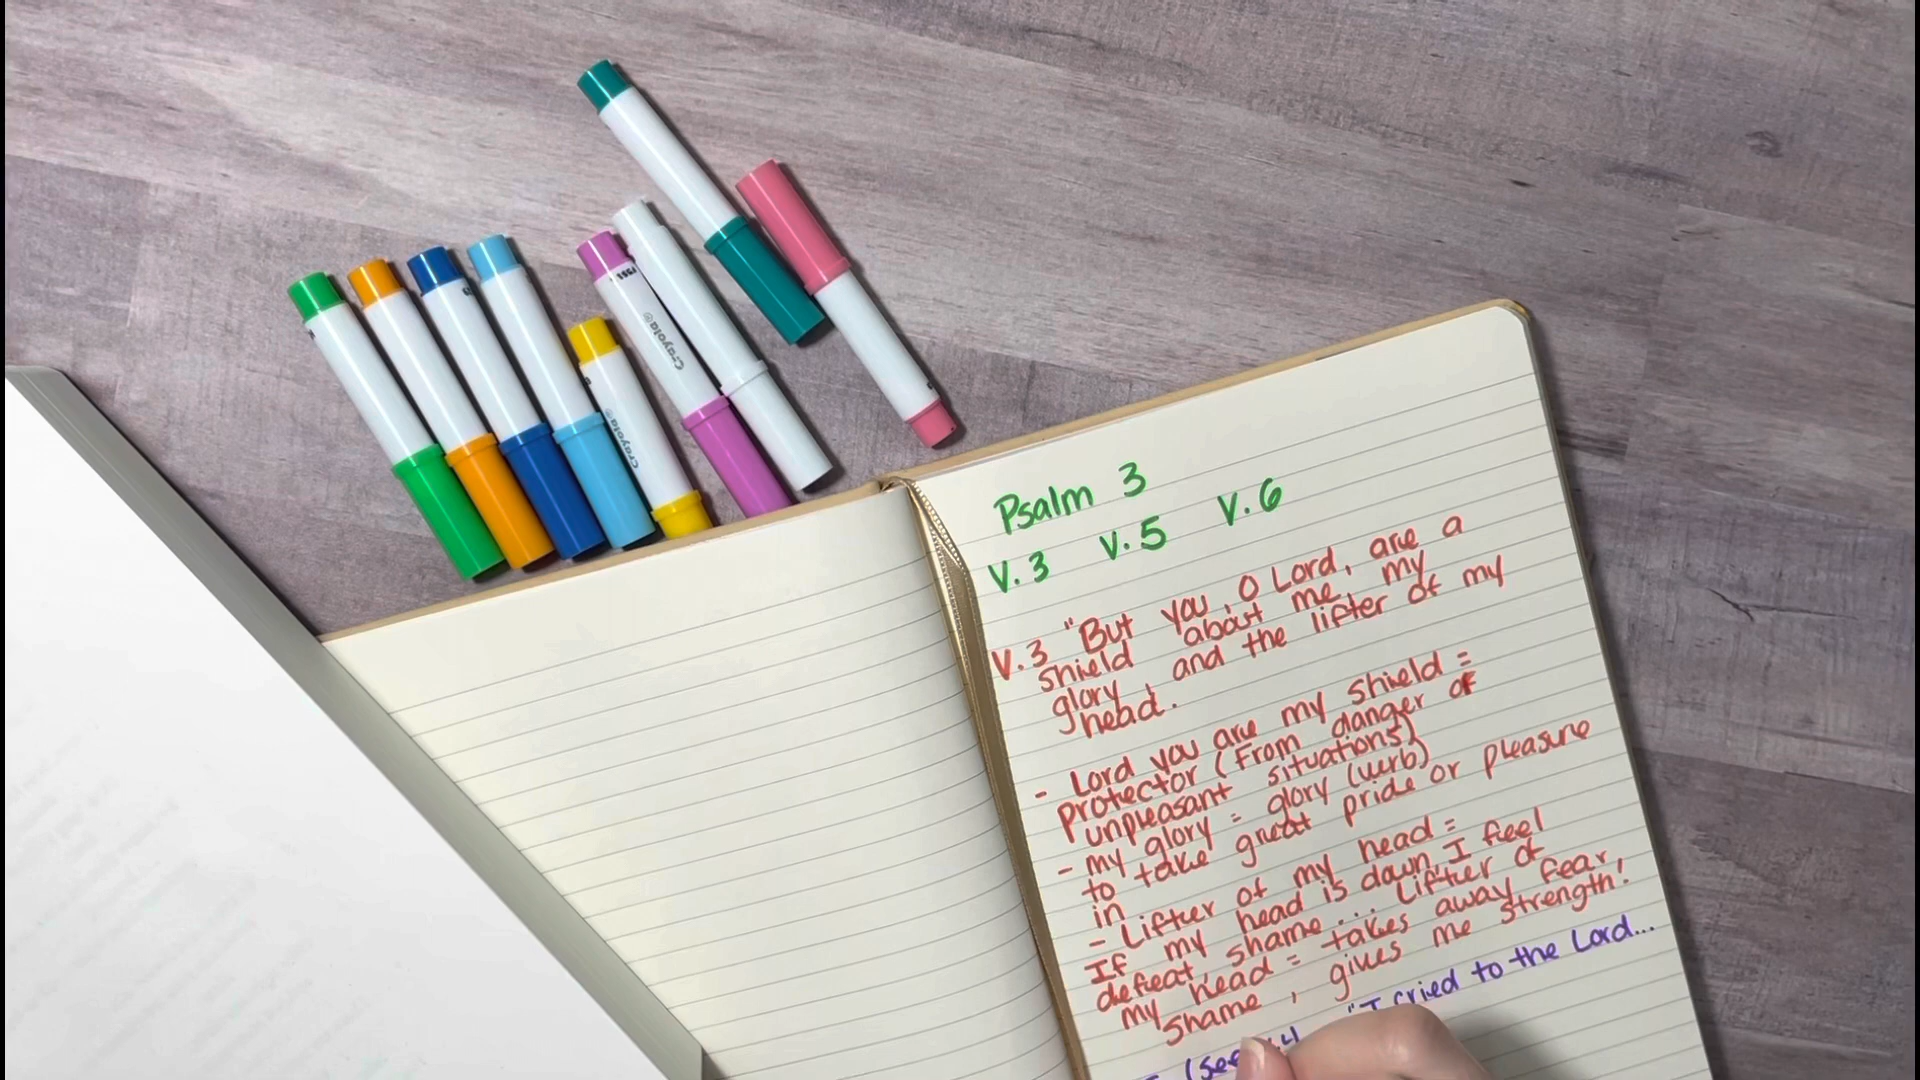 Crayola
Crayola
Psalm 3
V.3 V.5 V.6
V.3 "But you, O Lord, are a
shield about me, my
glory, and the lifter of my
head.
- Lord you are my shield =
protector (From danger or
unpleasant situations)
- my glory = glory (verb)
to take great pride or pleasure
in
- Lifter of my head =
If my head is down, I feel
defeat, shame... Lifter of
my head = takes away fear,
shame, gives me strength!
(See "I cried to the Lord...